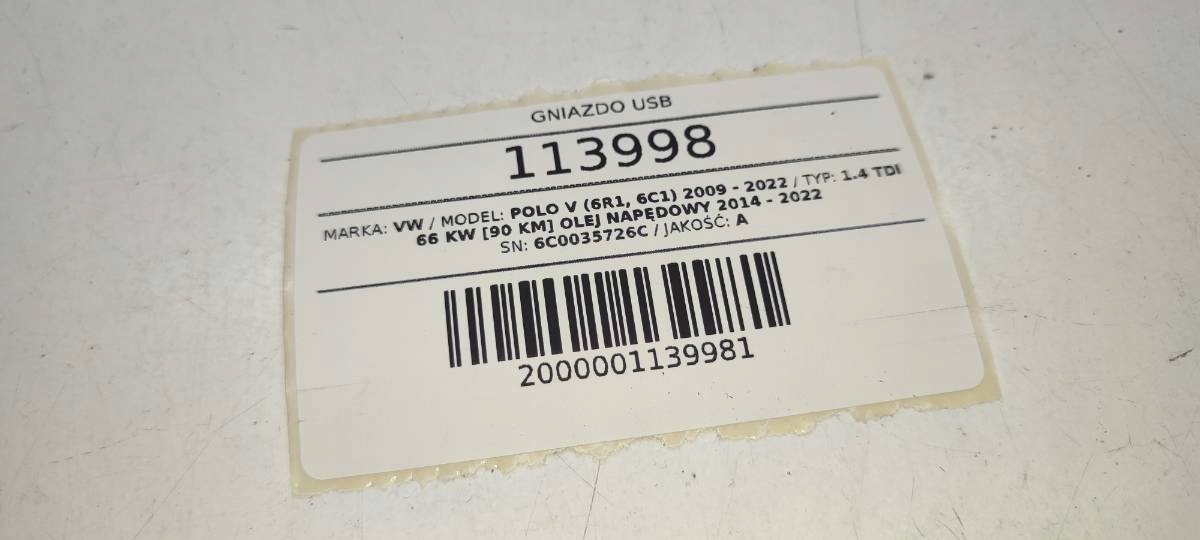 GNIAZDO USB
113998
MARKA: VW / MODEL: POLO V (6R1, 6C1) 2009 - 2022 / TYP: 1.4 TDI
66 KW [90 KM] OLEJ NAPĘDOWY 2014 - 2022
SN: 6C0035726C / JAKOŚĆ: A
2000001139981